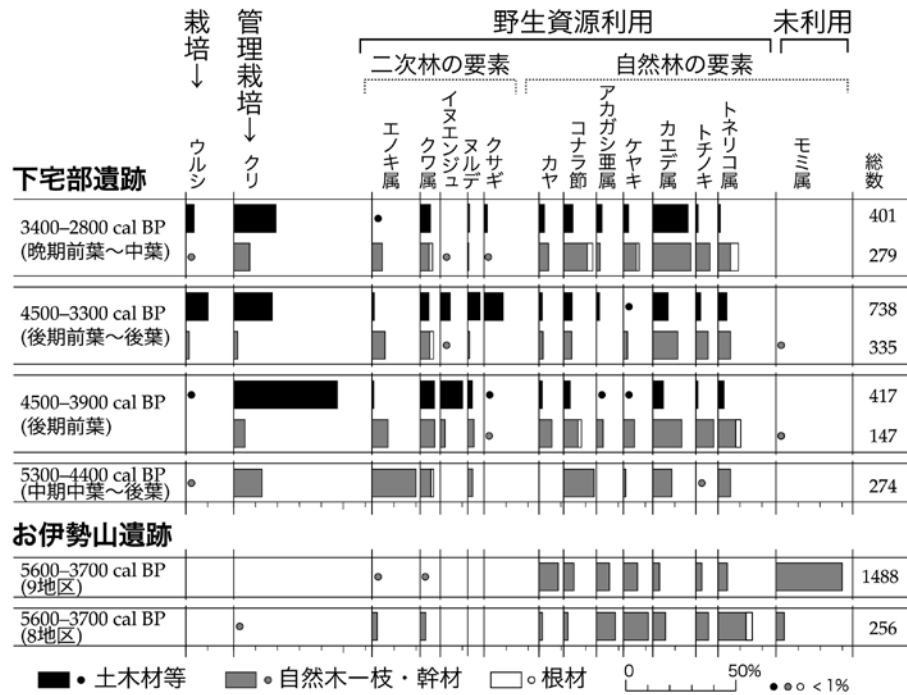 栽培→
管理栽培→
野生資源利用
未利用
二次林の要素
自然林の要素
ウルシ
クリ
エノキ属
クワ属
イヌエンジュ
ヌルデ
クサギ
カヤ
コナラ節
アカガシ亜属
ケヤキ
カエデ属
トチノキ
トネリコ属
モミ属
総数
下宅部遺跡
3400–2800 cal BP
(晩期前葉〜中葉)
401
279
4500–3300 cal BP
(後期前葉〜後葉)
738
335
4500–3900 cal BP
(後期前葉)
417
147
5300–4400 cal BP
(中期中葉〜後葉)
274
お伊勢山遺跡
5600–3700 cal BP
(9地区)
1488
5600–3700 cal BP
(8地区)
256
土木材等
自然木—枝・幹材
根材
0 50%
< 1%